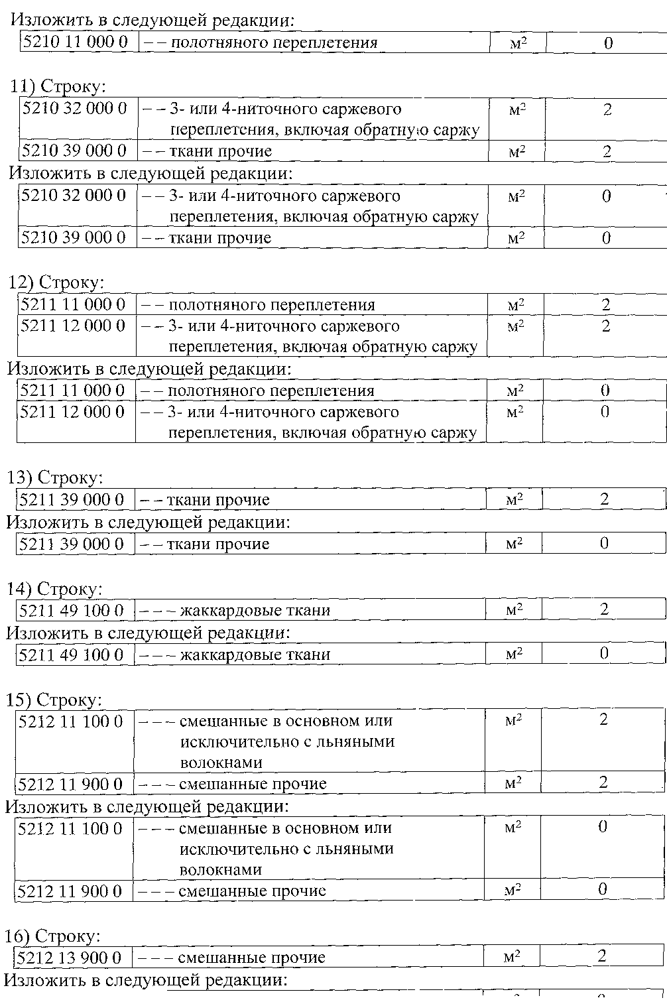 Изложить в следующей редакции:
5210 11 000 0 – – полотняного переплетения м² 0
11) Строку:
5210 32 000 0 – – 3- или 4-ниточного саржевого м² 2
переплетения, включая обратную саржу
5210 39 000 0 – – ткани прочие м² 2
Изложить в следующей редакции:
5210 32 000 0 – – 3- или 4-ниточного саржевого м² 0
переплетения, включая обратную саржу
5210 39 000 0 – – ткани прочие м² 0
12) Строку:
5211 11 000 0 – – полотняного переплетения м² 2
5211 12 000 0 – – 3- или 4-ниточного саржевого м² 2
переплетения, включая обратную саржу
Изложить в следующей редакции:
5211 11 000 0 – – полотняного переплетения м² 0
5211 12 000 0 – – 3- или 4-ниточного саржевого м² 0
переплетения, включая обратную саржу
13) Строку:
5211 39 000 0 – – ткани прочие м² 2
Изложить в следующей редакции:
5211 39 000 0 – – ткани прочие м² 0
14) Строку:
5211 49 100 0 – – – жаккардовые ткани м² 2
Изложить в следующей редакции:
5211 49 100 0 – – – жаккардовые ткани м² 0
15) Строку:
5212 11 100 0 – – – смешанные в основном или м² 2
исключительно с льняными
волокнами
5212 11 900 0 – – – смешанные прочие м² 2
Изложить в следующей редакции:
5212 11 100 0 – – – смешанные в основном или м² 0
исключительно с льняными
волокнами
5212 11 900 0 – – – смешанные прочие м² 0
16) Строку:
5212 13 900 0 – – – смешанные прочие м² 2
Изложить в следующей редакции: